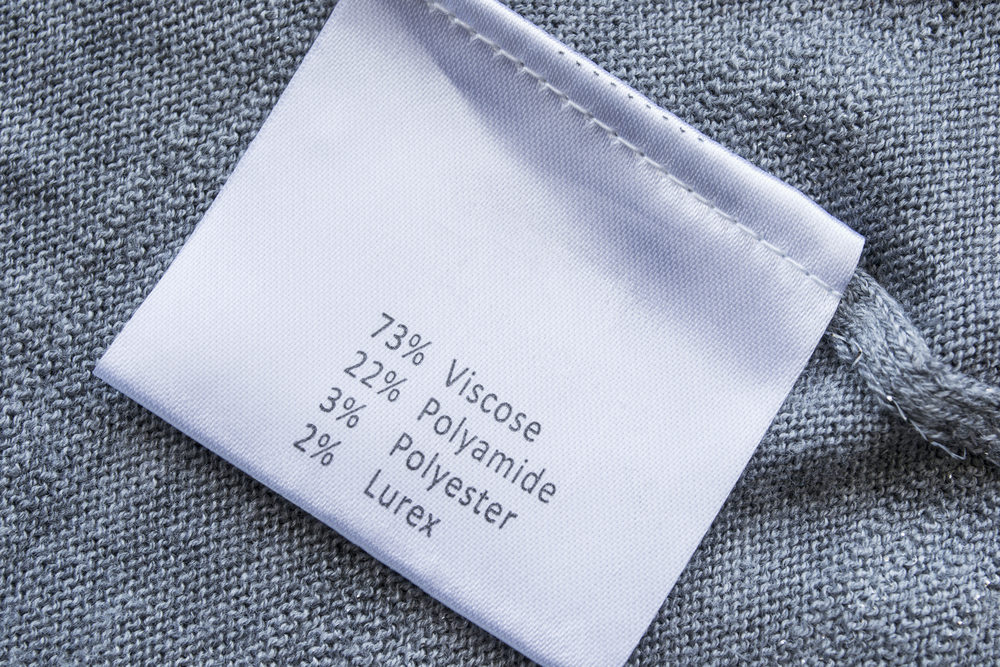 73% Viscose
22% Polyamide
3% Polyester
2% Lurex